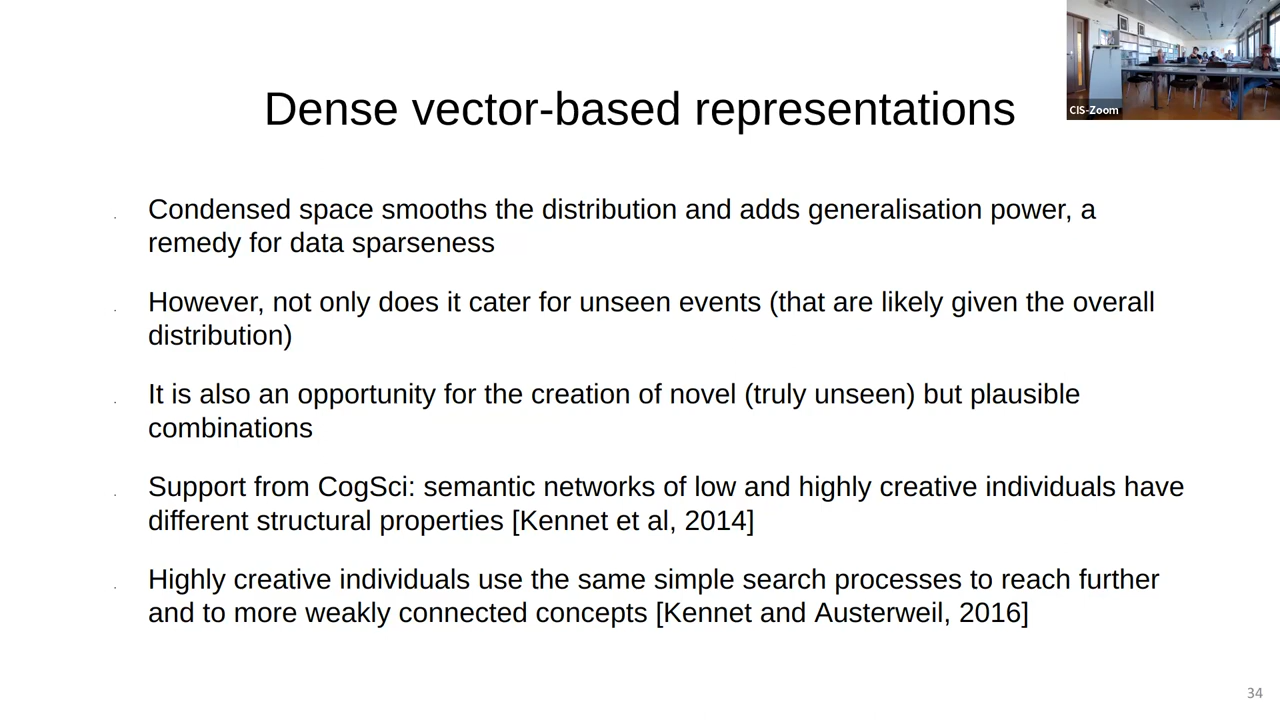 Dense vector-based representations
CIS-Zoom
Condensed space smooths the distribution and adds generalisation power, a
remedy for data sparseness
However, not only does it cater for unseen events (that are likely given the overall
distribution)
It is also an opportunity for the creation of novel (truly unseen) but plausible
combinations
Support from CogSci: semantic networks of low and highly creative individuals have
different structural properties [Kennet et al, 2014]
Highly creative individuals use the same simple search processes to reach further
and to more weakly connected concepts [Kennet and Austerweil, 2016]
34